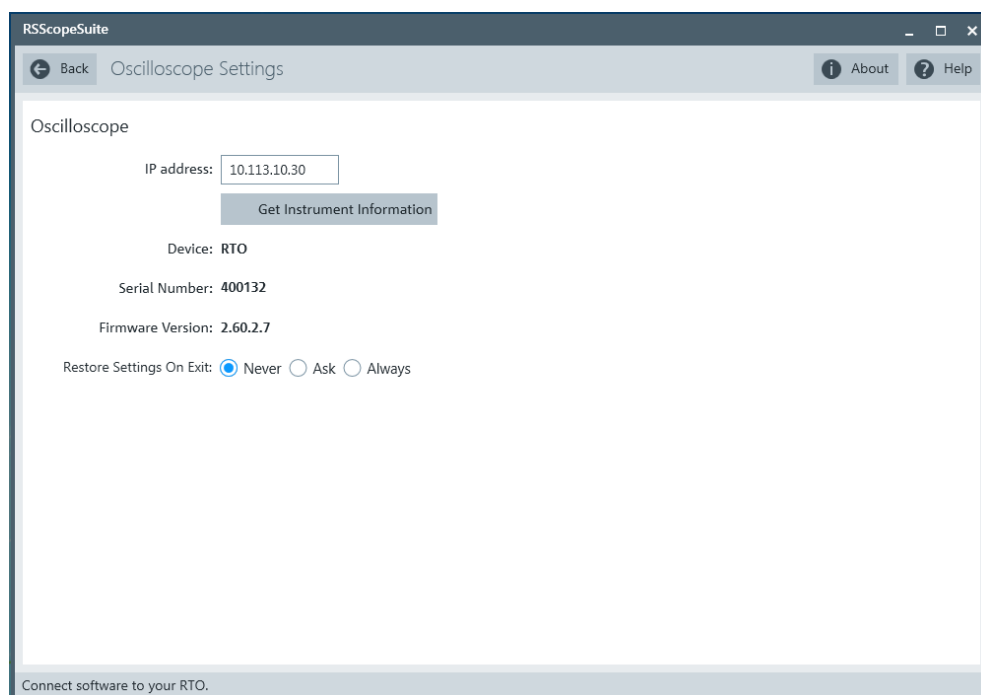 RSScopeSuite
Back Oscilloscope Settings About Help
Oscilloscope
IP address: 10.113.10.30
Get Instrument Information
Device: RTO
Serial Number: 400132
Firmware Version: 2.60.2.7
Restore Settings On Exit: Never Ask Always
Connect software to your RTO.